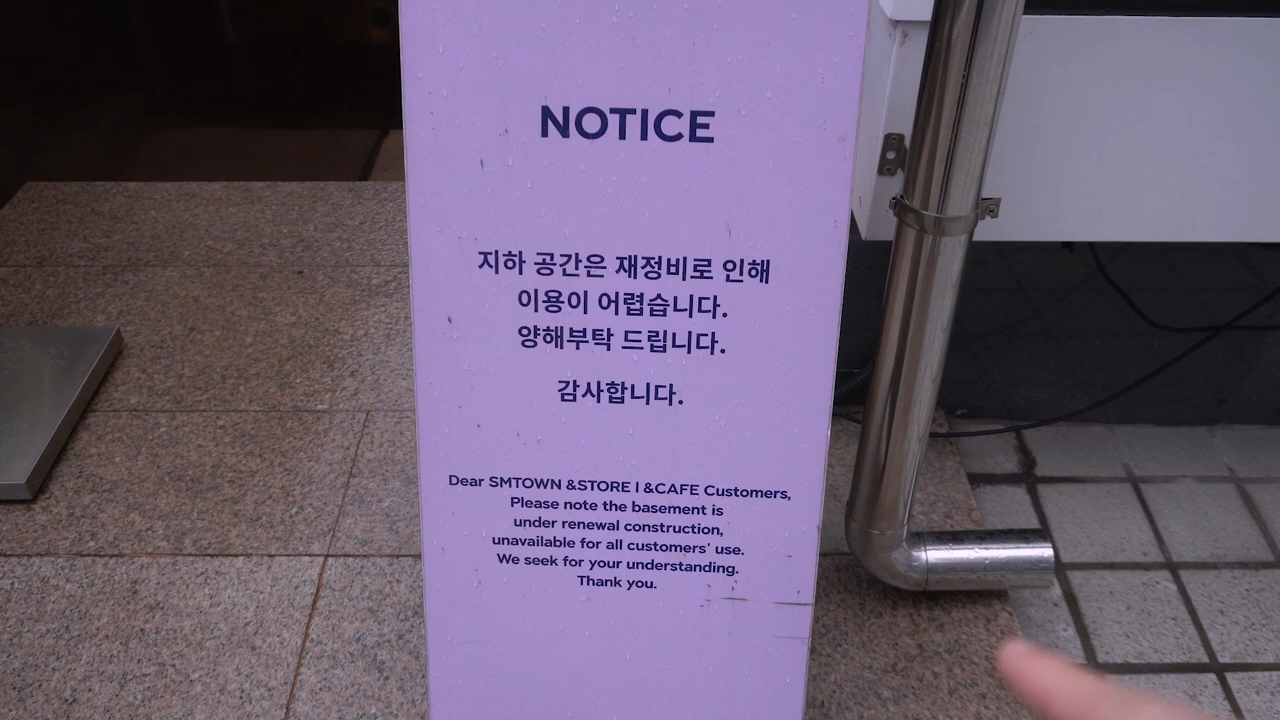 NOTICE
지하 공간은 재정비로 인해
이용이 어렵습니다.
양해부탁 드립니다.
감사합니다.
Dear SMTOWN &STORE | &CAFE Customers,
Please note the basement is
under renewal construction,
unavailable for all customers' use.
We seek for your understanding.
Thank you.